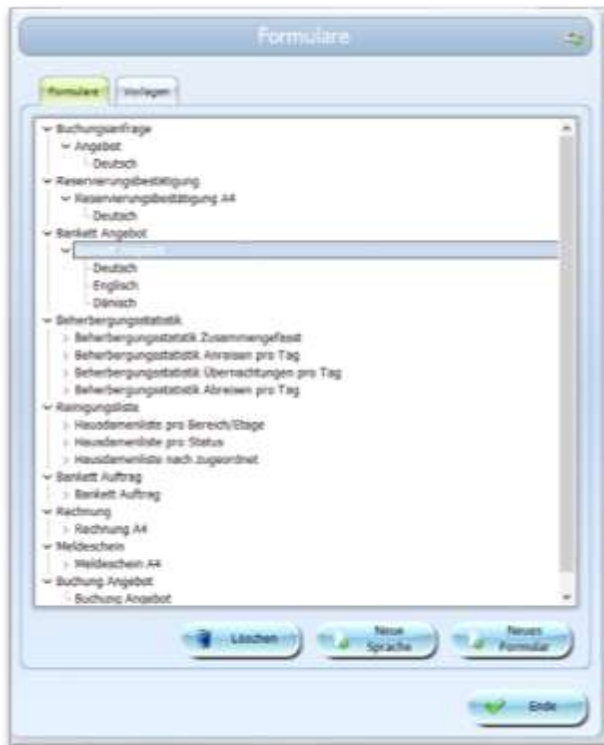 Formulare
Formulare
Vorlagen
Buchungsanfrage
Angebot
Deutsch
Reservierungsbestätigung
Reservierungsbestätigung A4
Deutsch
Bankett Angebot
Deutsch
Englisch
Dänisch
Beherbergungsstatistik
Beherbergungsstatistik Zusammengefasst
Beherbergungsstatistik Anreisen pro Tag
Beherbergungsstatistik Übernachtungen pro Tag
Beherbergungsstatistik Abreisen pro Tag
Reinigungsliste
Hausdamenliste pro Bereich/Etage
Hausdamenliste pro Status
Hausdamenliste nach zugeordnet
Bankett Auftrag
Bankett Auftrag
Rechnung
Rechnung A4
Meldeschein
Meldeschein A4
Buchung Angebot
Buchung Angebot
Löschen
Neue
Sprache
Neues
Formular
Ende